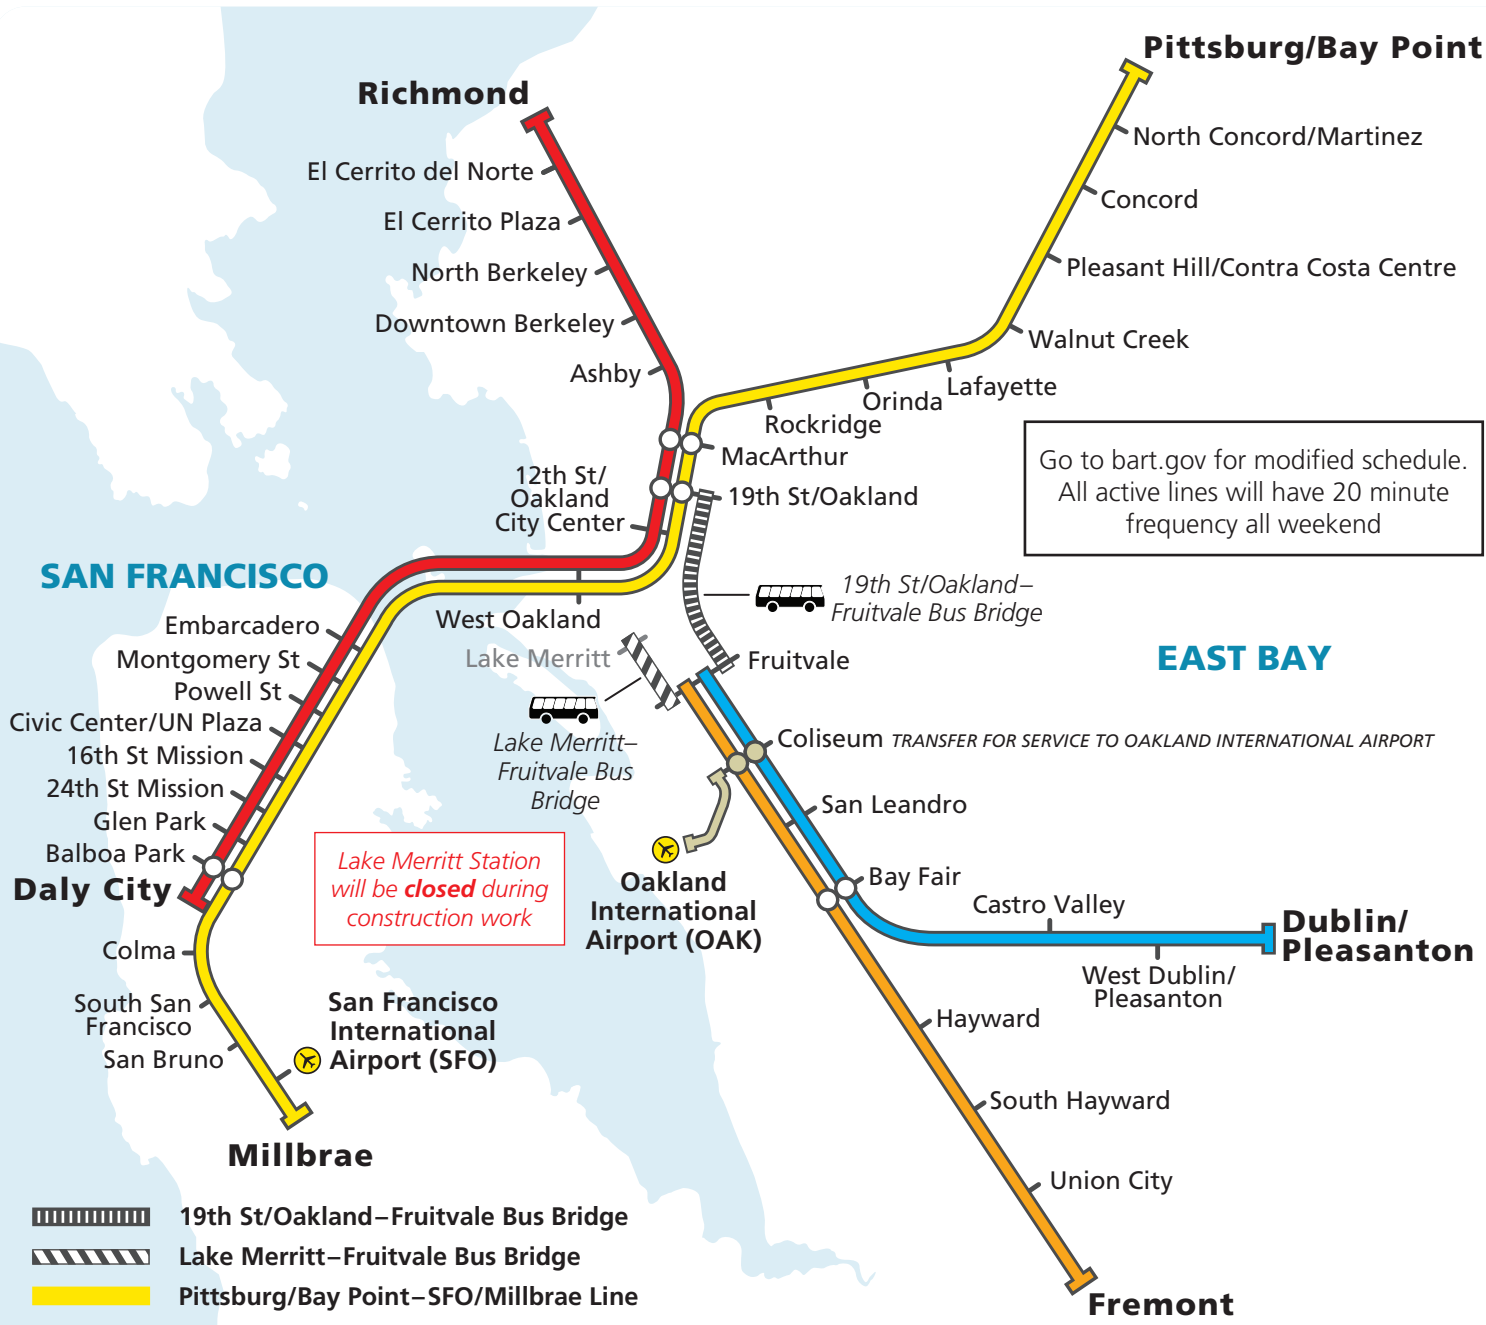 Pittsburg/Bay Point
Richmond
North Concord/Martinez
El Cerrito del Norte
Concord
El Cerrito Plaza
North Berkeley
Pleasant Hill/Contra Costa Centre
Downtown Berkeley
Walnut Creek
Ashby
Lafayette
Orinda
Rockridge
MacArthur
Go to bart.gov for modified schedule.
All active lines will have 20 minute
frequency all weekend
12th St/
Oakland
City Center
19th St/Oakland
SAN FRANCISCO
19th St/Oakland–
Fruitvale Bus Bridge
West Oakland
Embarcadero
Montgomery St
Lake Merritt
Fruitvale
EAST BAY
Powell St
Civic Center/UN Plaza
16th St Mission
24th St Mission
Glen Park
Balboa Park
Daly City
Lake Merritt–
Fruitvale Bus
Bridge
Coliseum TRANSFER FOR SERVICE TO OAKLAND INTERNATIONAL AIRPORT
San Leandro
Lake Merritt Station
will be closed during
construction work
Oakland
International
Airport (OAK)
Bay Fair
Castro Valley
Dublin/
Pleasanton
West Dublin/
Pleasanton
Colma
South San
Francisco
San Bruno
San Francisco
International
Airport (SFO)
Hayward
South Hayward
Millbrae
Union City
Fremont
19th St/Oakland–Fruitvale Bus Bridge
Lake Merritt–Fruitvale Bus Bridge
Pittsburg/Bay Point–SFO/Millbrae Line